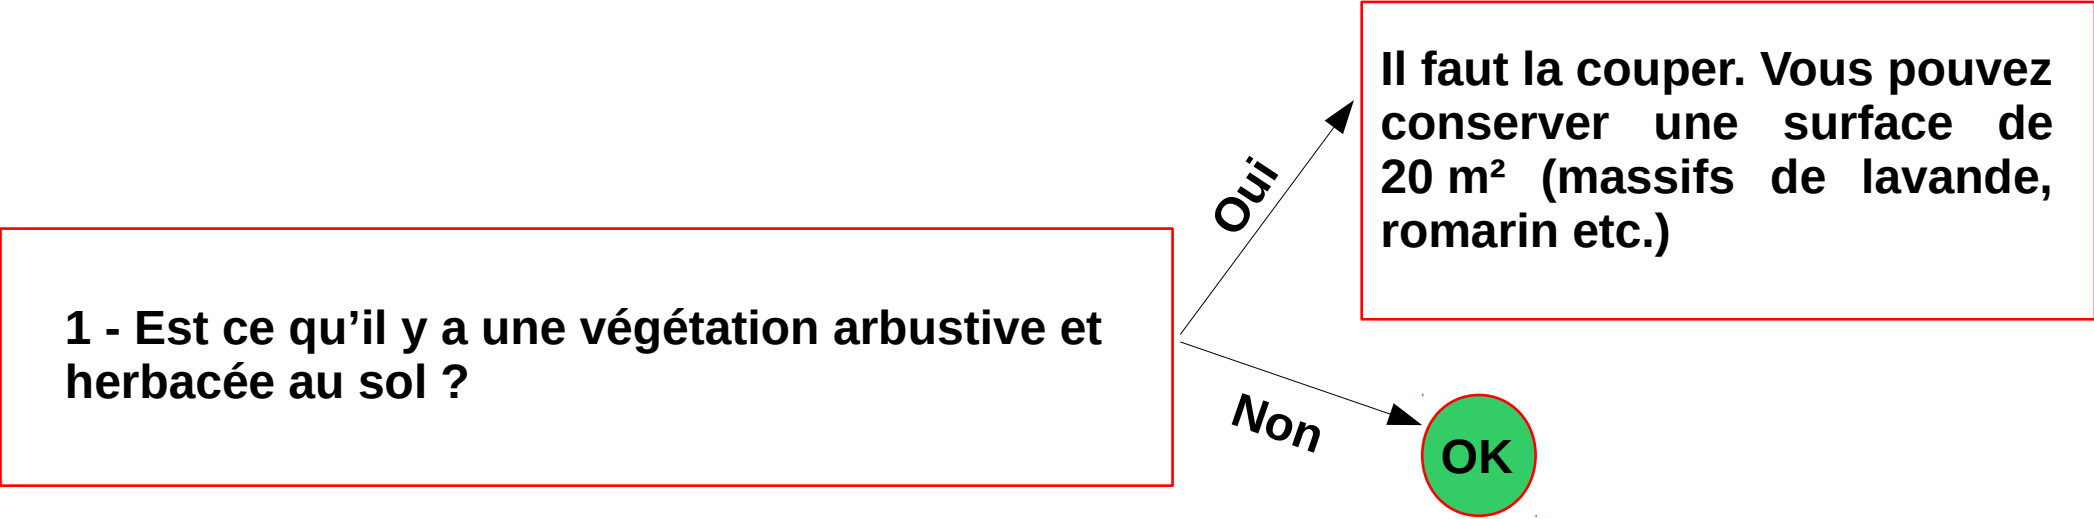 1 - Est ce qu’il y a une végétation arbustive et
herbacée au sol ?
Oui
Il faut la couper. Vous pouvez
conserver une surface de
20 m² (massifs de lavande,
romarin etc.)
Non
OK